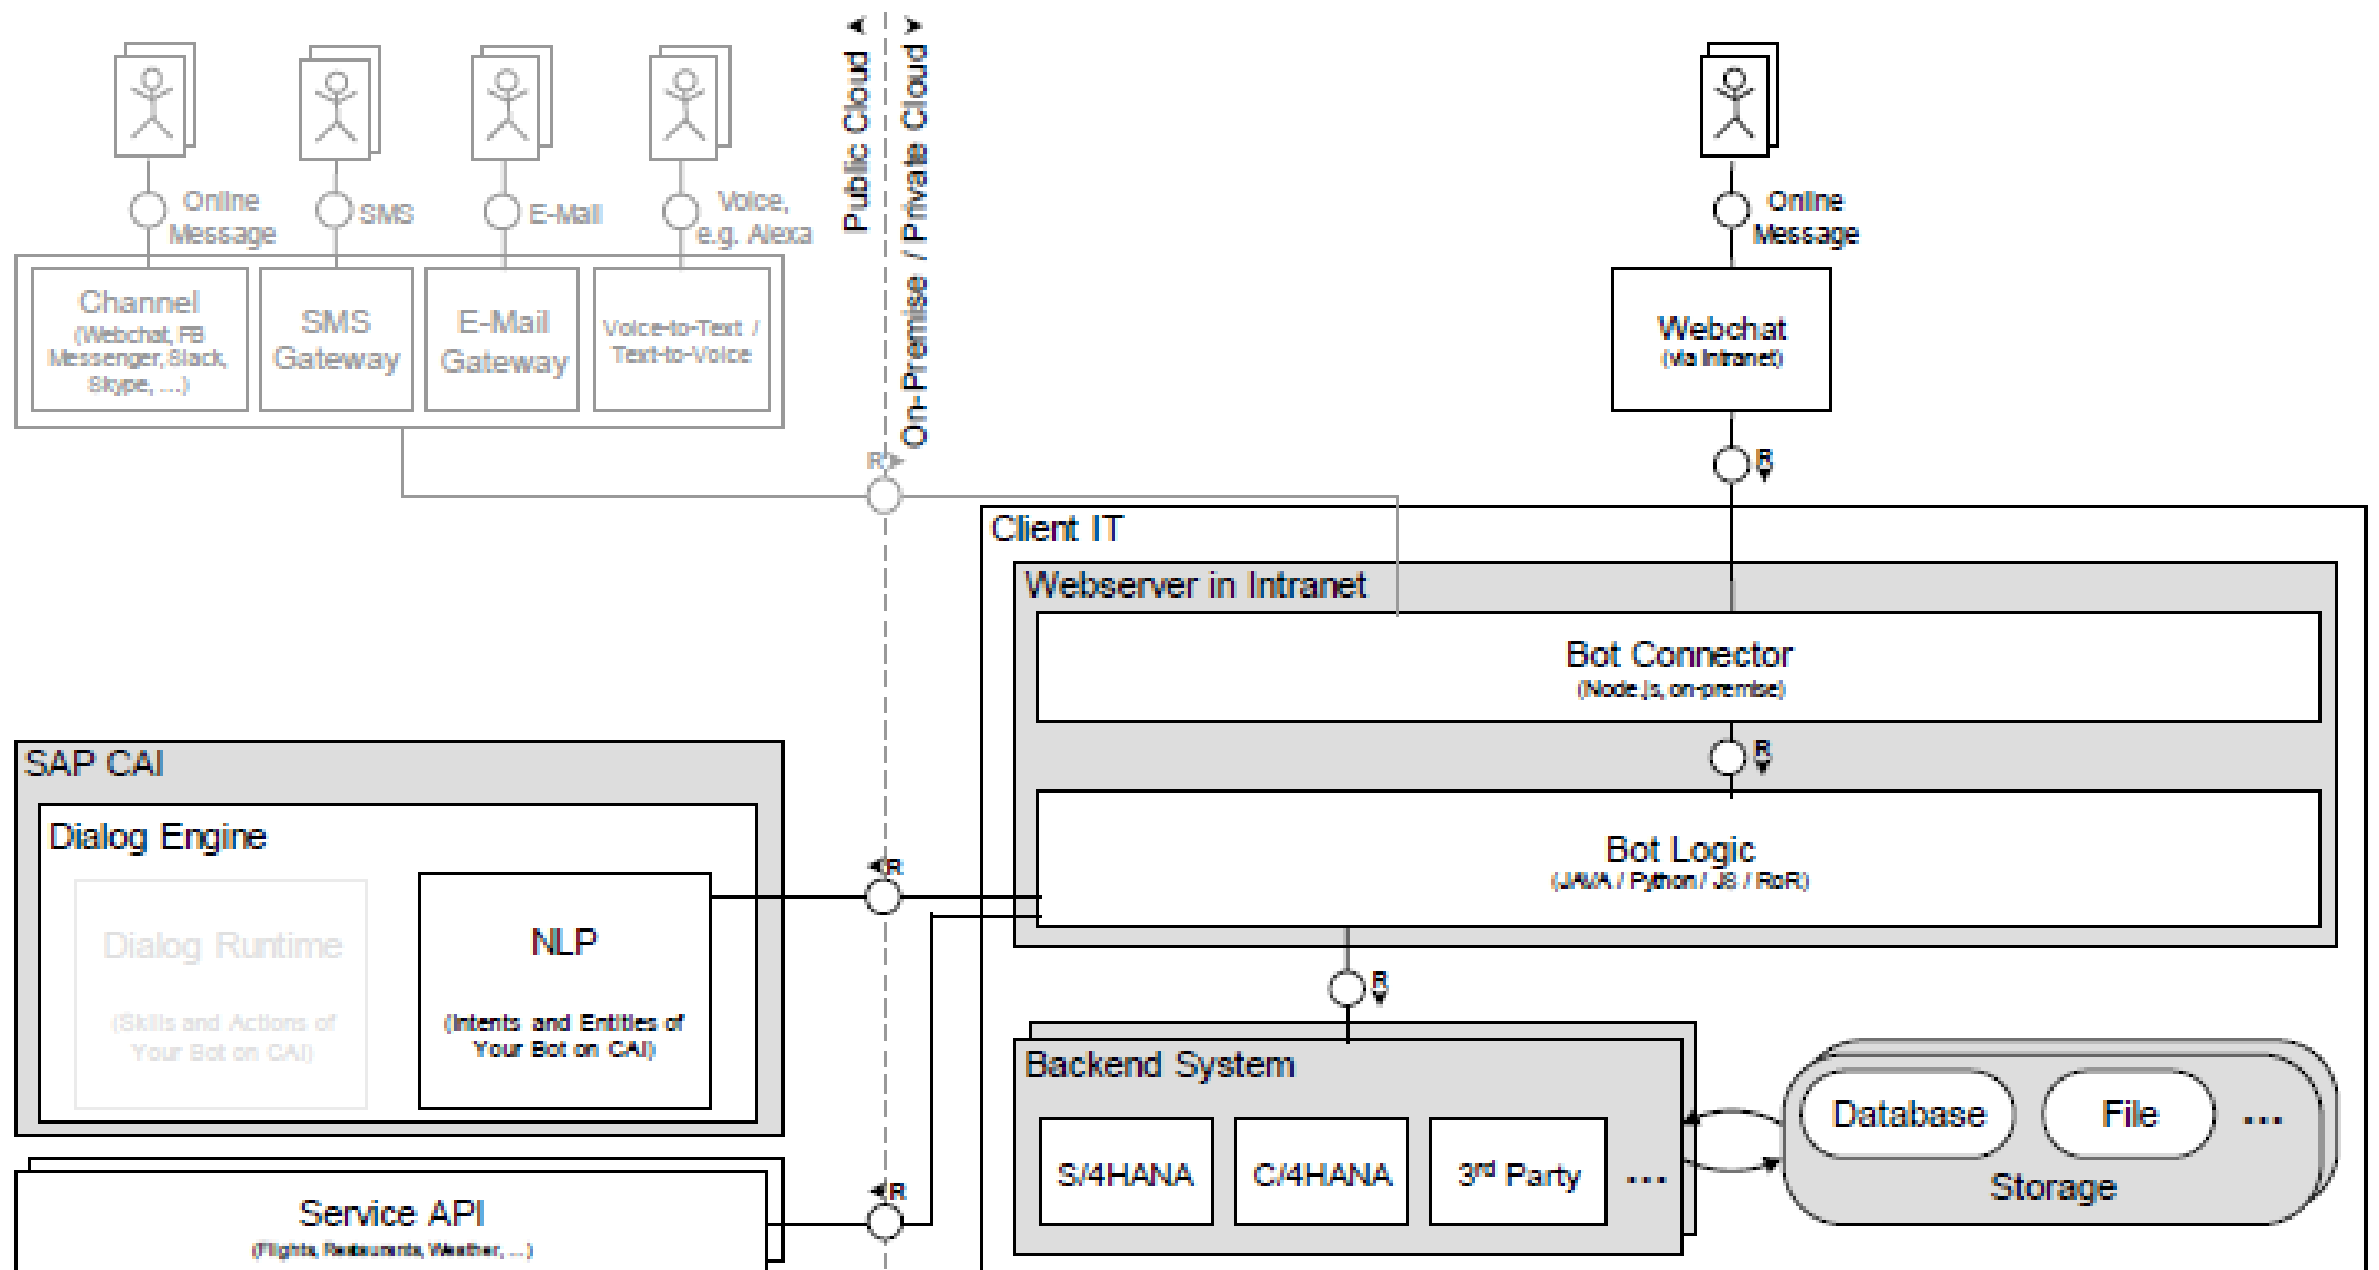 Public Cloud
On-Premise / Private Cloud
Online
Message
SMS
E-Mail
Voice,
e.g. Alexa
Online
Message
Channel
(Webchat, FB
Messenger, Slack,
Skype, ...)
SMS
Gateway
E-Mail
Gateway
Voice-to-Text /
Text-to-Voice
Webchat
(via Intranet)
R
R
Client IT
Webserver in Intranet
Bot Connector
(Node.js, on-premise)
R
SAP CAI
Dialog Engine
Dialog Runtime
(Skills and Actions of
Your Bot on CAI)
NLP
(Intents and Entities of
Your Bot on CAI)
R
Bot Logic
(JAVA / Python / JS / RoR)
R
Backend System
S/4HANA
C/4HANA
3rd Party
...
Database
File
...
Storage
R
Service API
(Flights, Restaurants, Weather, ...)